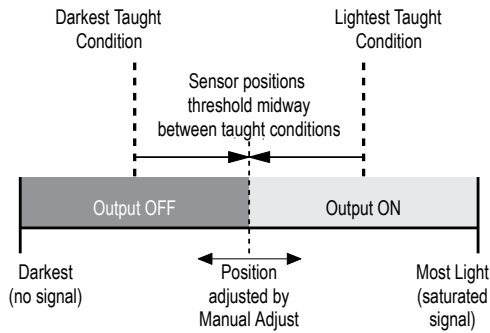 Darkest Taught
Condition
Lightest Taught
Condition
Sensor positions
threshold midway
between taught conditions
Output OFF
Output ON
Darkest
(no signal)
Position
adjusted by
Manual Adjust
Most Light
(saturated
signal)